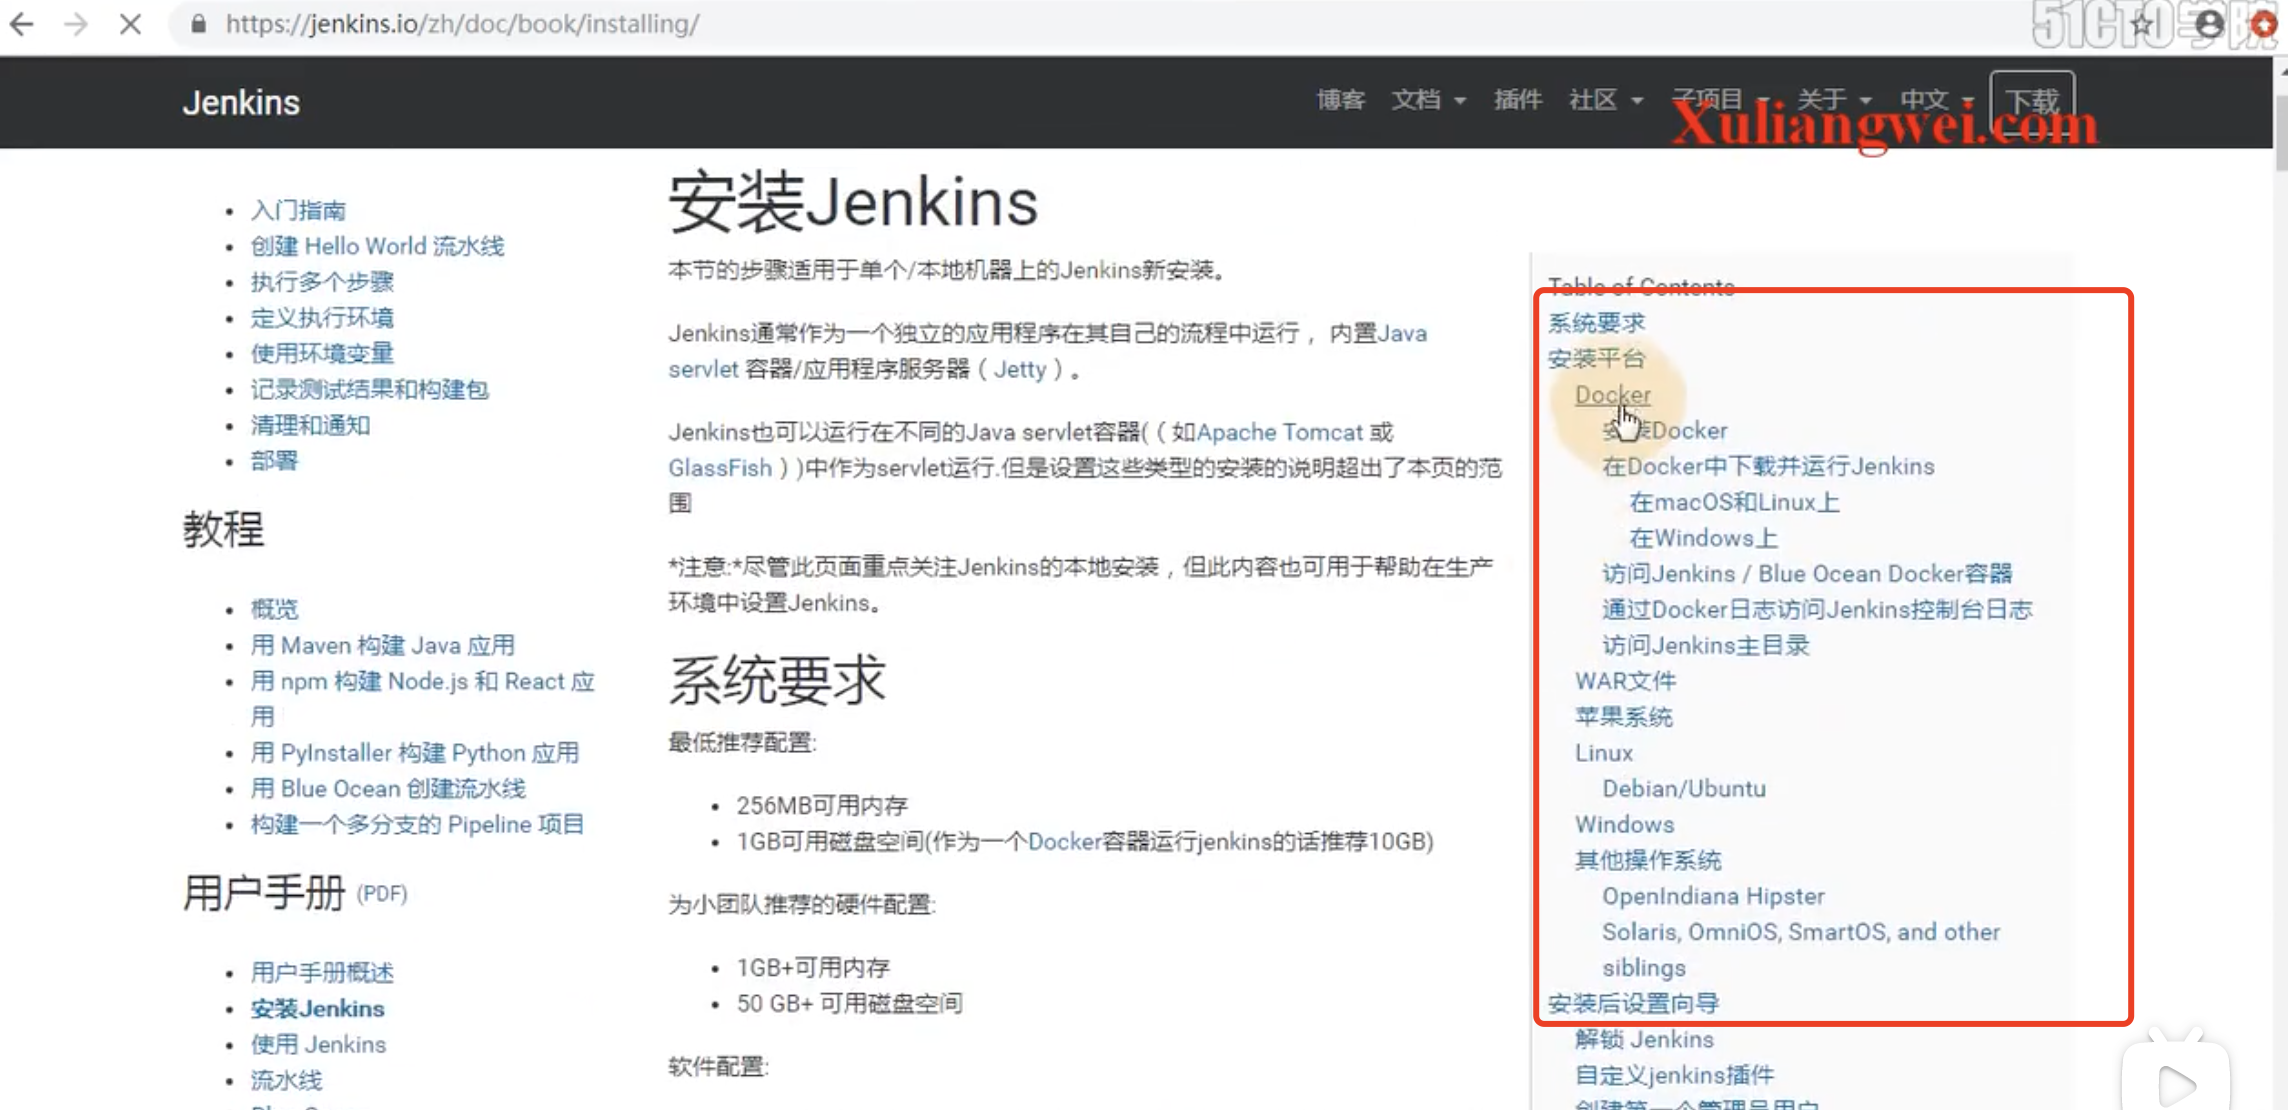 https://jenkins.io/zh/doc/book/installing/
51CTO学院
Jenkins
博客 文档 插件 社区 子项目 关于 中文 下载
Xuliangwei.com
入门指南
创建 Hello World 流水线
执行多个步骤
定义执行环境
使用环境变量
记录测试结果和构建包
清理和通知
部署
教程
概览
用 Maven 构建 Java 应用
用 npm 构建 Node.js 和 React 应
用
用 PyInstaller 构建 Python 应用
用 Blue Ocean 创建流水线
构建一个多分支的 Pipeline 项目
用户手册 (PDF)
用户手册概述
安装Jenkins
使用 Jenkins
流水线
安装Jenkins
本节的步骤适用于单个/本地机器上的Jenkins新安装。
Jenkins通常作为一个独立的应用程序在其自己的流程中运行， 内置Java
servlet 容器/应用程序服务器（Jetty）。
Jenkins也可以运行在不同的Java servlet容器(（如Apache Tomcat 或
GlassFish）)中作为servlet运行.但是设置这些类型的安装的说明超出了本页的范
围
*注意:*尽管此页面重点关注Jenkins的本地安装，但此内容也可用于帮助在生产
环境中设置Jenkins。
系统要求
最低推荐配置:
256MB可用内存
1GB可用磁盘空间(作为一个Docker容器运行jenkins的话推荐10GB)
为小团队推荐的硬件配置:
1GB+可用内存
50 GB+ 可用磁盘空间
软件配置:
Table of Contents
系统要求
安装平台
Docker
安装Docker
在Docker中下载并运行Jenkins
在macOS和Linux上
在Windows上
访问Jenkins / Blue Ocean Docker容器
通过Docker日志访问Jenkins控制台日志
访问Jenkins主目录
WAR文件
苹果系统
Linux
Debian/Ubuntu
Windows
其他操作系统
OpenIndiana Hipster
Solaris, OmniOS, SmartOS, and other
siblings
安装后设置向导
解锁 Jenkins
自定义jenkins插件
创建第一个管理员用户